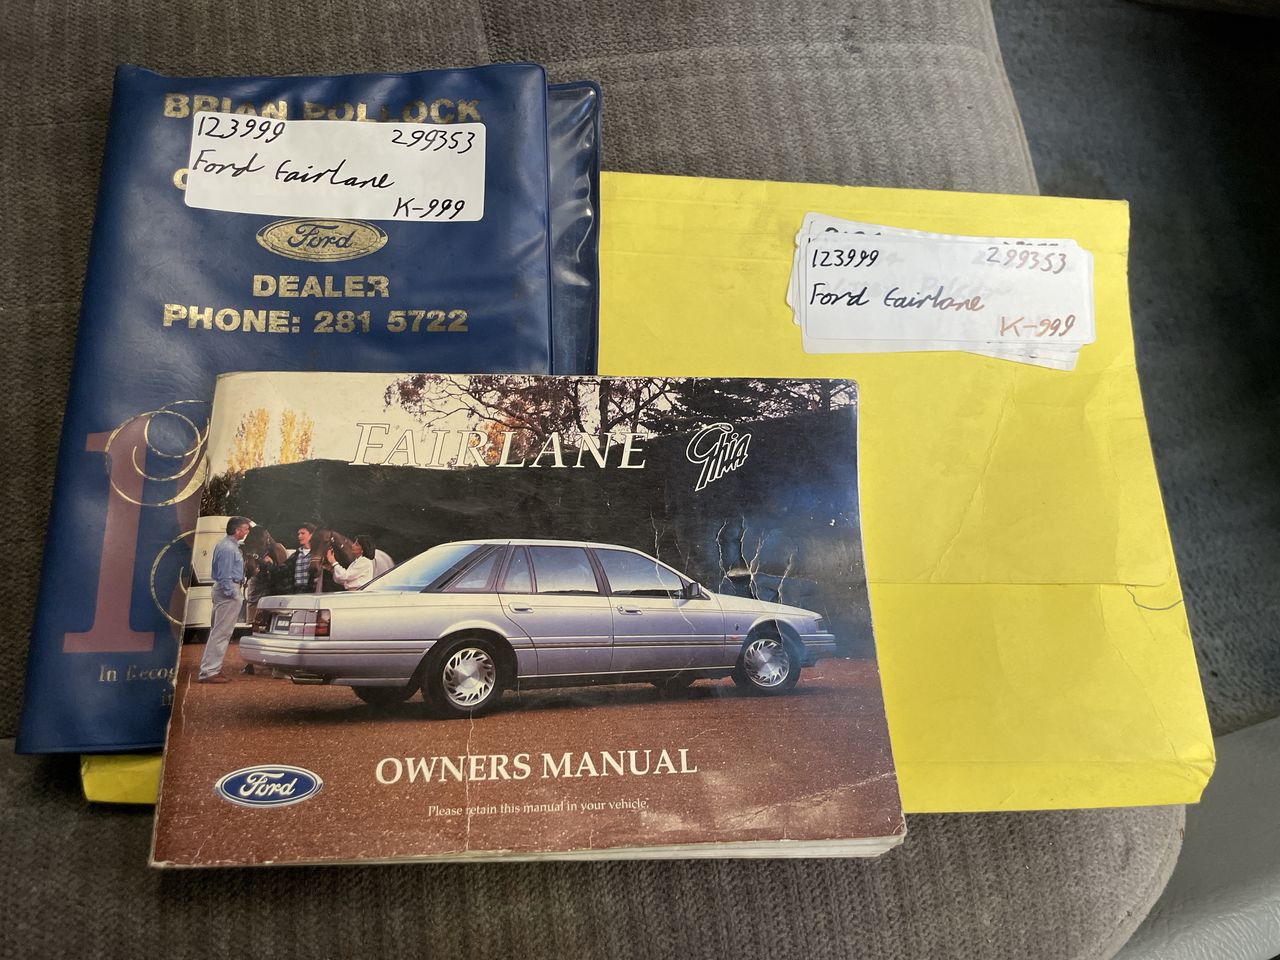 BRIAN POLLOCK
123999 299353
Ford Fairlane
K-999
Ford
DEALER
PHONE: 281 5722
1
In Recog
123999 299353
Ford Fairlane
K-999
FAIRLANE Ghia
OWNERS MANUAL
Ford
Please retain this manual in your vehicle.